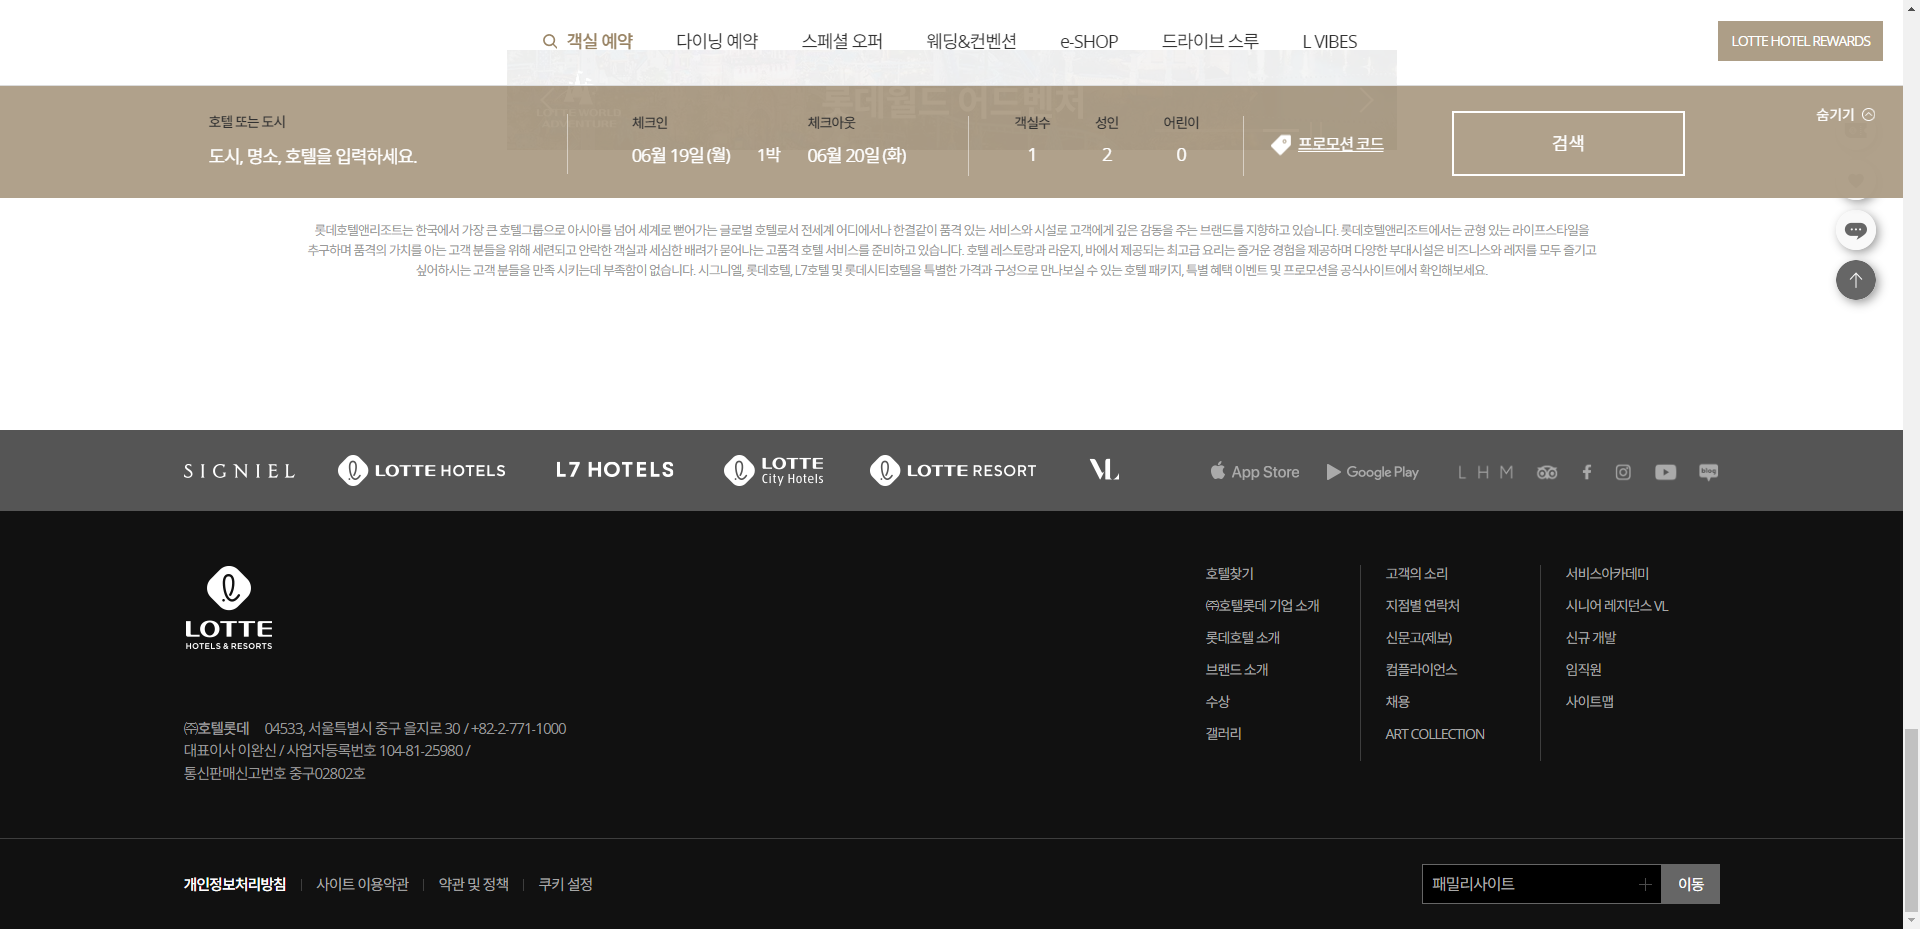 객실 예약
다이닝 예약
스페셜 오퍼
웨딩&컨벤션
e-SHOP
드라이브 스루
L VIBES
LOTTE HOTEL REWARDS
롯데월드 어드벤처
LOTTE WORLD
ADVENTURE
호텔 또는 도시
도시, 명소, 호텔을 입력하세요.
체크인
06월 19일 (월)
1박
체크아웃
06월 20일 (화)
객실수
1
성인
2
어린이
0
프로모션 코드
검색
숨기기
롯데호텔앤리조트는 한국에서 가장 큰 호텔그룹으로 아시아를 넘어 세계로 뻗어가는 글로벌 호텔로서 전세계 어디에서나 한결같이 품격 있는 서비스와 시설로 고객에게 깊은 감동을 주는 브랜드를 지향하고 있습니다. 롯데호텔앤리조트에서는 균형 있는 라이프스타일을
추구하며 품격의 가치를 아는 고객 분들을 위해 세련되고 안락한 객실과 세심한 배려가 묻어나는 고품격 호텔 서비스를 준비하고 있습니다. 호텔 레스토랑과 라운지, 바에서 제공되는 최고급 요리는 즐거운 경험을 제공하며 다양한 부대시설은 비즈니스와 레저를 모두 즐기고
싶어하시는 고객 분들을 만족 시키는데 부족함이 없습니다. 시그니엘, 롯데호텔, L7호텔 및 롯데시티호텔을 특별한 가격과 구성으로 만나보실 수 있는 호텔 패키지, 특별 혜택 이벤트 및 프로모션을 공식사이트에서 확인해보세요.
SIGNIEL
LOTTE HOTELS
L7 HOTELS
LOTTE
City Hotels
LOTTE RESORT
VL
App Store
Google Play
LHM
blog
LOTTE
HOTELS & RESORTS
호텔찾기
㈜호텔롯데 기업 소개
롯데호텔 소개
브랜드 소개
수상
갤러리
고객의 소리
지점별 연락처
신문고(제보)
컴플라이언스
채용
ART COLLECTION
서비스아카데미
시니어 레지던스 VL
신규 개발
임직원
사이트맵
㈜호텔롯데 04533, 서울특별시 중구 을지로 30 / +82-2-771-1000
대표이사 이완신 / 사업자등록번호 104-81-25980 /
통신판매신고번호 중구02802호
개인정보처리방침
사이트 이용약관
약관 및 정책
쿠키 설정
패밀리사이트
이동